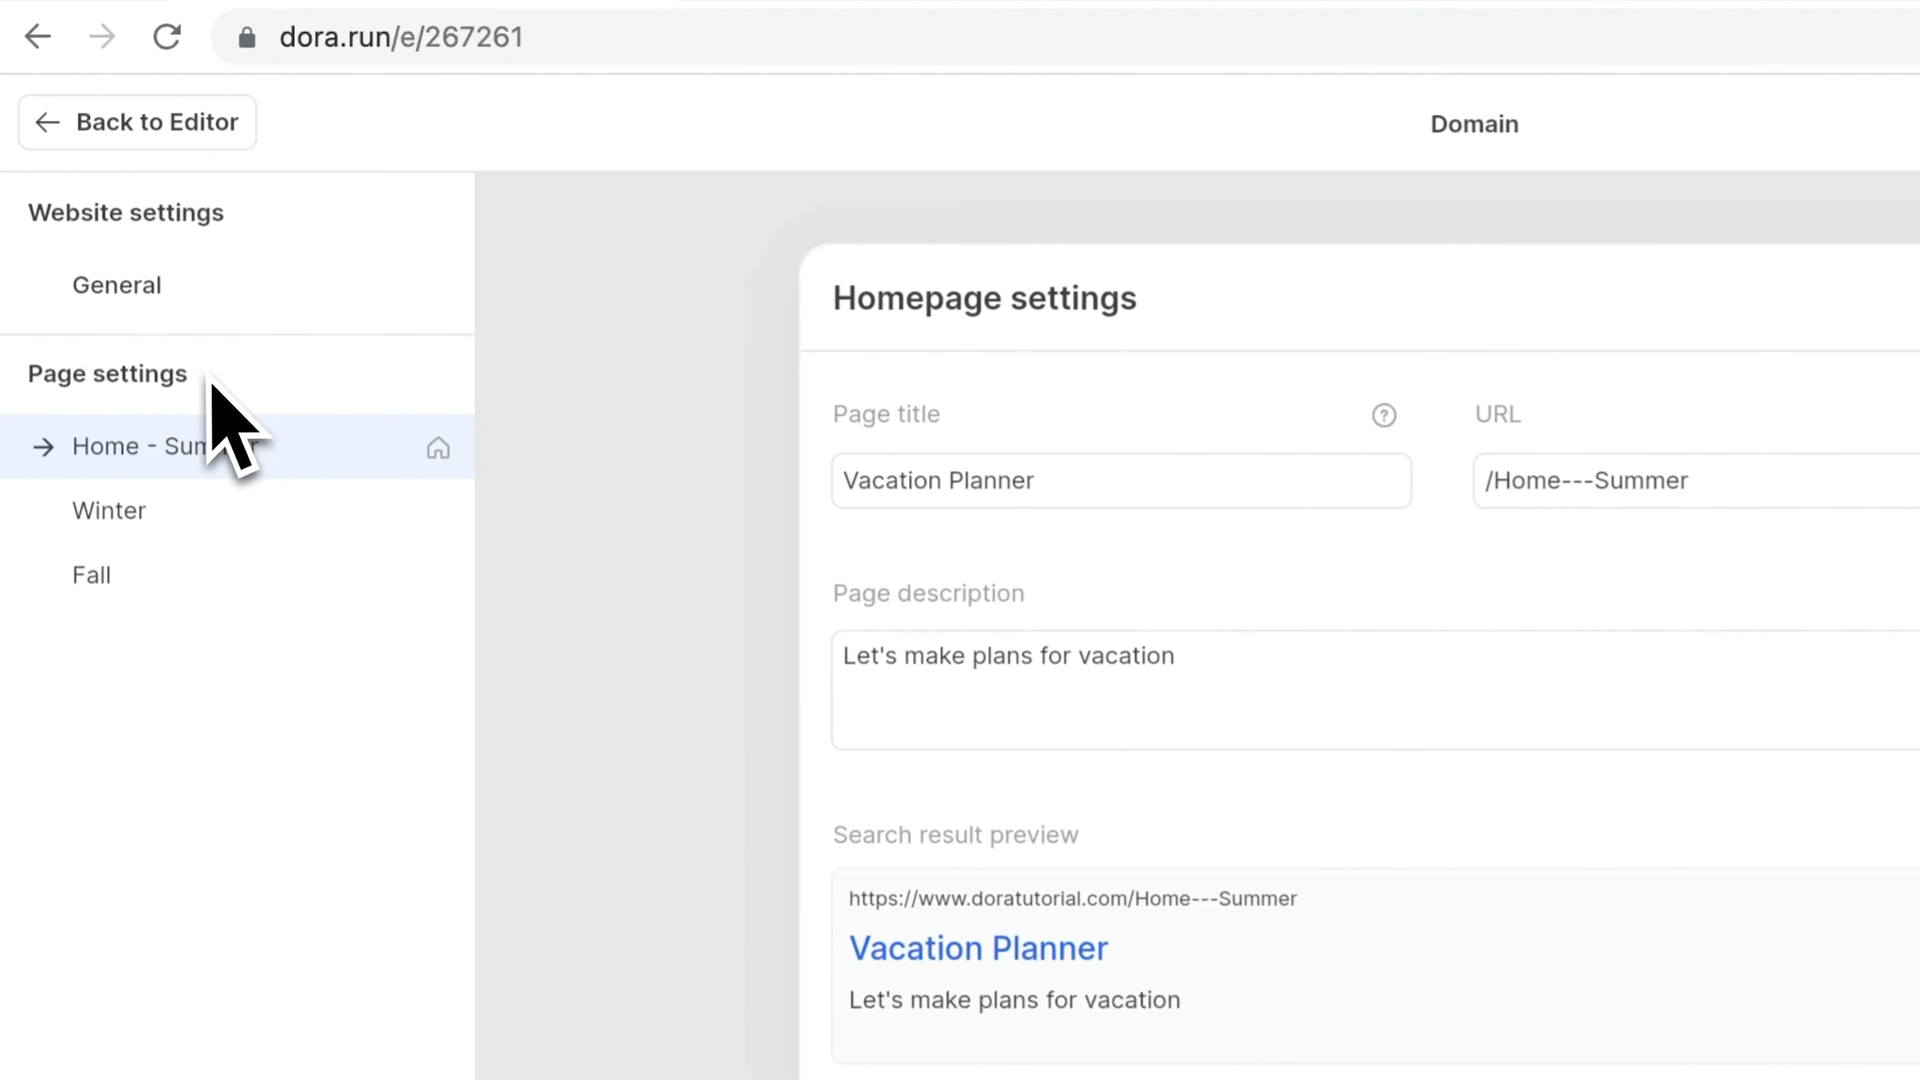 dora.run/e/267261
Back to Editor
Domain
Website settings
General
Page settings
Home - Sum
Winter
Fall
Homepage settings
Page title
URL
Vacation Planner
/Home---Summer
Page description
Let's make plans for vacation
Search result preview
https://www.doratutorial.com/Home---Summer
Vacation Planner
Let's make plans for vacation